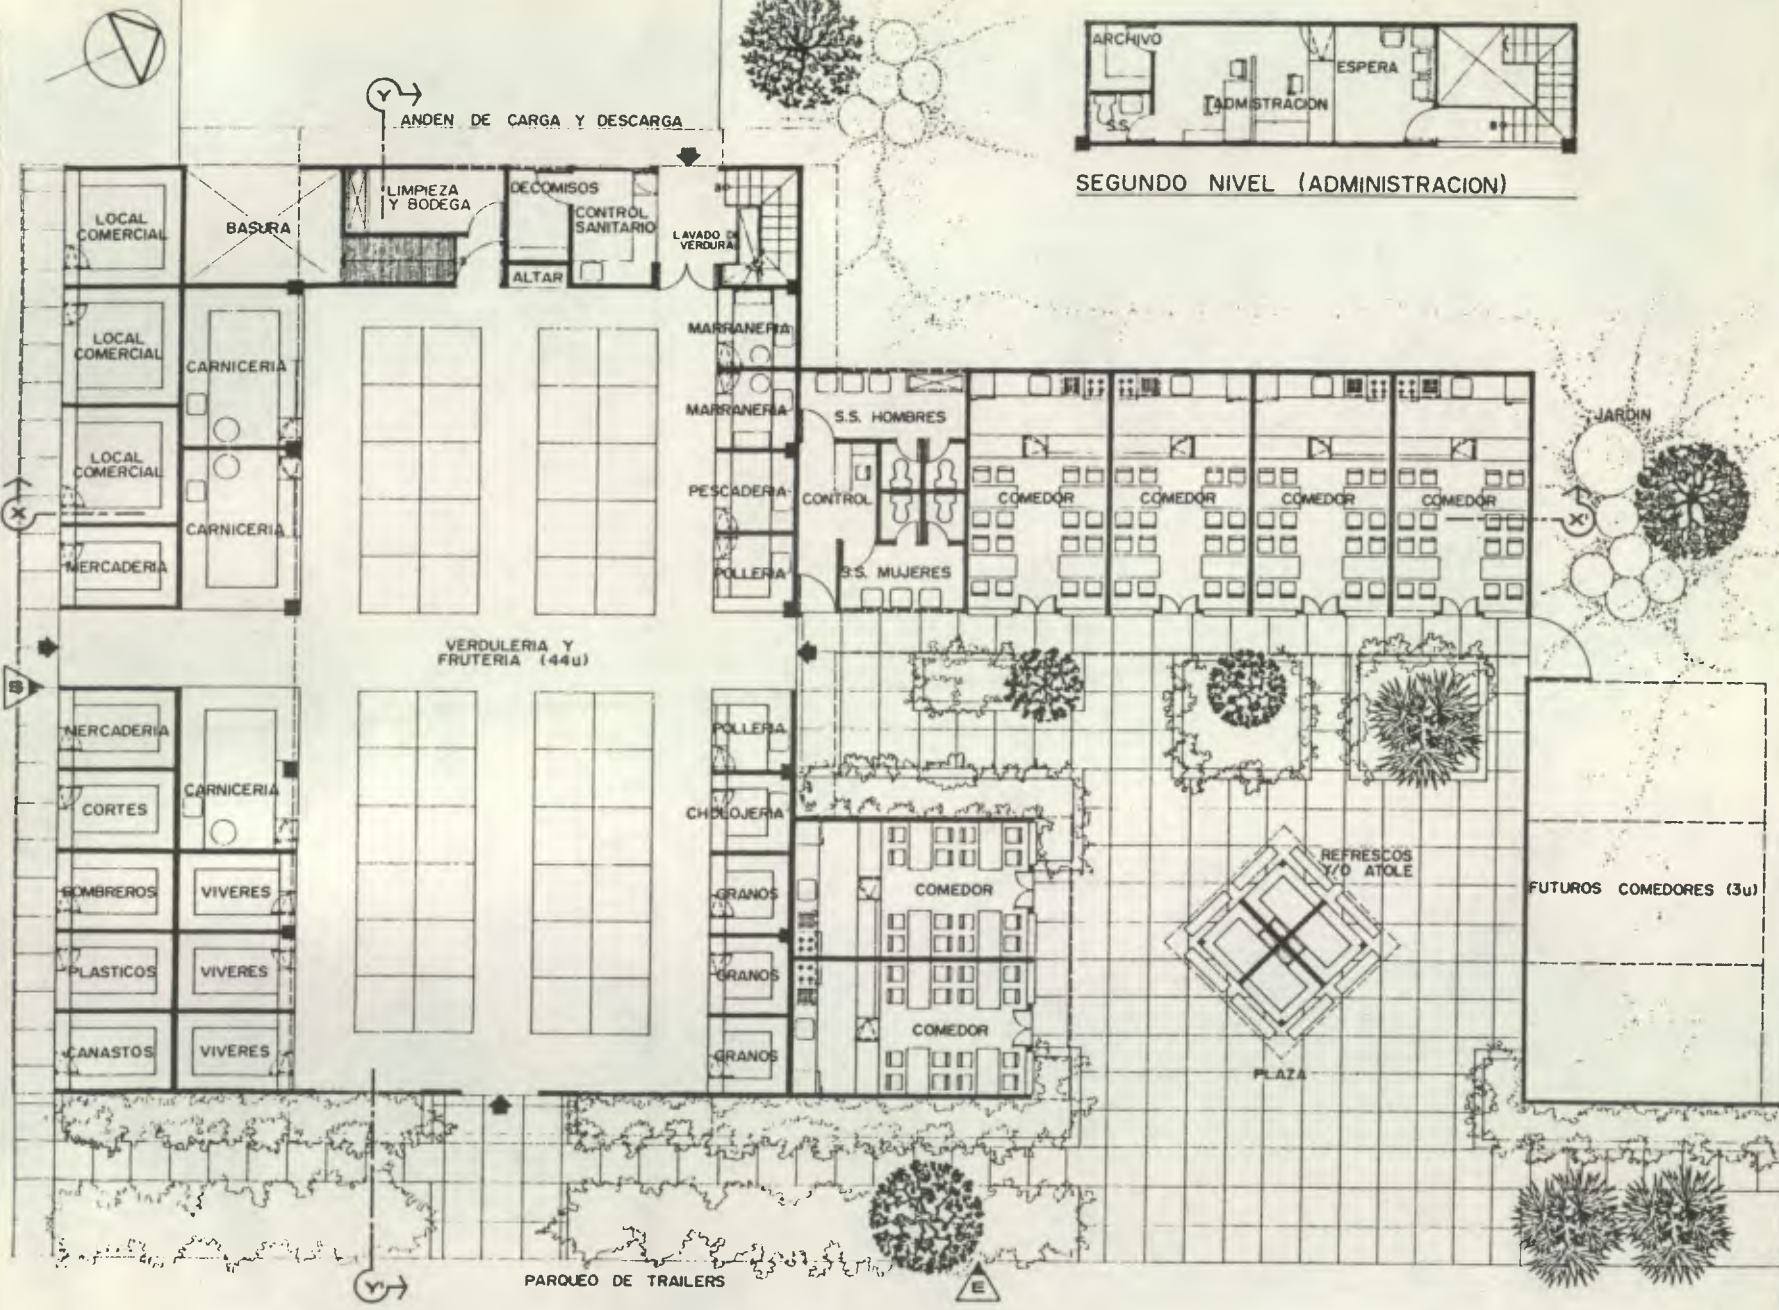 ARCHIVO
ESPERA
ADMISTRACION
S.S.
SEGUNDO NIVEL (ADMINISTRACION)
Y
ANDEN DE CARGA Y DESCARGA
LOCAL
COMERCIAL
BASURA
LIMPIEZA
Y BODEGA
DECOMISOS
CONTROL
SANITARIO
LAVADO DE
VERDURA
ALTAR
LOCAL
COMERCIAL
CARNICERIA
MARRANERIA
MARRANERIA
S.S. HOMBRES
JARDIN
LOCAL
COMERCIAL
CARNICERIA
PESCADERIA
CONTROL
COMEDOR
COMEDOR
COMEDOR
COMEDOR
X
X'
MERCADERIA
POLLERIA
S.S. MUJERES
VERDULERIA Y
FRUTERIA (44u)
B
MERCADERIA
CARNICERIA
POLLERIA
CORTES
CHOLOJERIA
REFRESCOS
Y/O ATOLE
SOMBREROS
VIVERES
GRANOS
COMEDOR
FUTUROS COMEDORES (3u)
PLASTICOS
VIVERES
GRANOS
COMEDOR
CANASTOS
VIVERES
GRANOS
PLAZA
Y'
PARQUEO DE TRAILERS
E